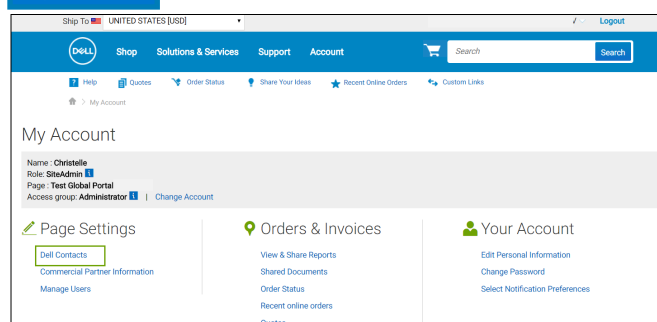 Ship To UNITED STATES [USD]
Logout
DELL Shop Solutions & Services Support Account Search Search
? Help Quotes Order Status Share Your Ideas Recent Online Orders Custom Links
> My Account
My Account
Name : Christelle
Role: SiteAdmin i
Page : Test Global Portal
Access group: Administrator i | Change Account
Page Settings
Dell Contacts
Commercial Partner Information
Manage Users
Orders & Invoices
View & Share Reports
Shared Documents
Order Status
Recent online orders
Quotes
Your Account
Edit Personal Information
Change Password
Select Notification Preferences